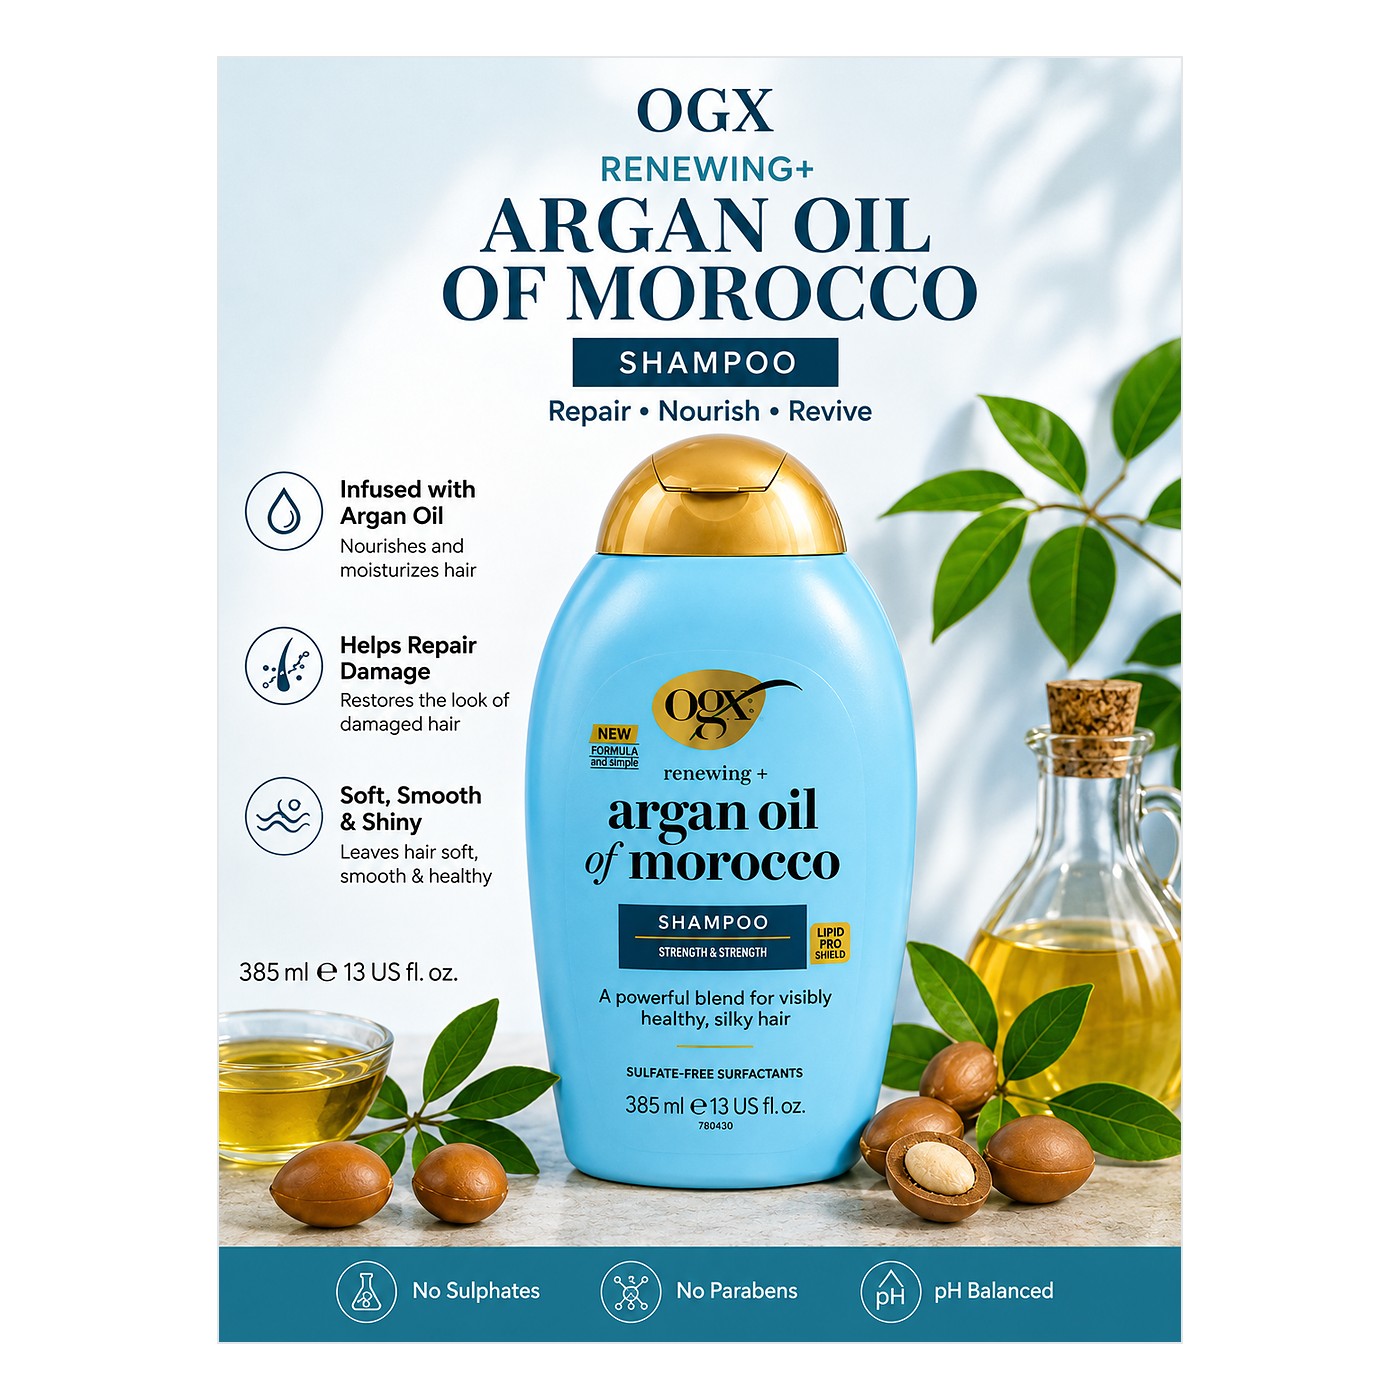 OGX
RENEWING+
ARGAN OIL
OF MOROCCO
SHAMPOO
Repair • Nourish • Revive
Infused with
Argan Oil
Nourishes and
moisturizes hair
Helps Repair
Damage
Restores the look of
damaged hair
Soft, Smooth
& Shiny
Leaves hair soft,
smooth & healthy
385 ml ℮ 13 US fl. oz.
ogx
NEW
FORMULA
and simple
renewing +
argan oil
of morocco
SHAMPOO
STRENGTH & STRENGTH
LIPID
PRO
SHIELD
A powerful blend for visibly
healthy, silky hair
SULFATE-FREE SURFACTANTS
385 ml ℮ 13 US fl. oz.
780430
No Sulphates
No Parabens
pH
pH Balanced